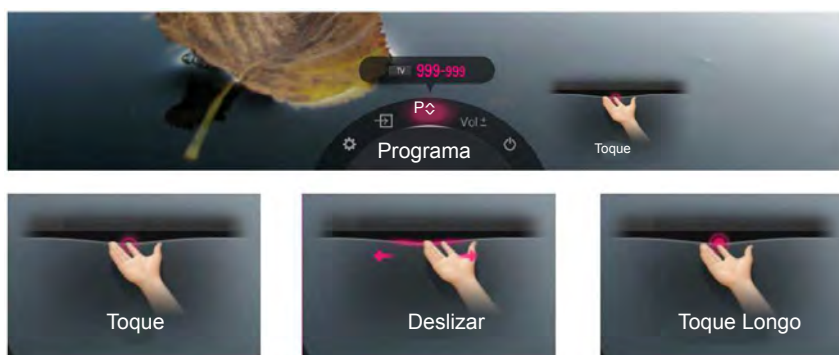 TV 999-999
P
Vol ±
Programa
Toque
Toque
Deslizar
Toque Longo